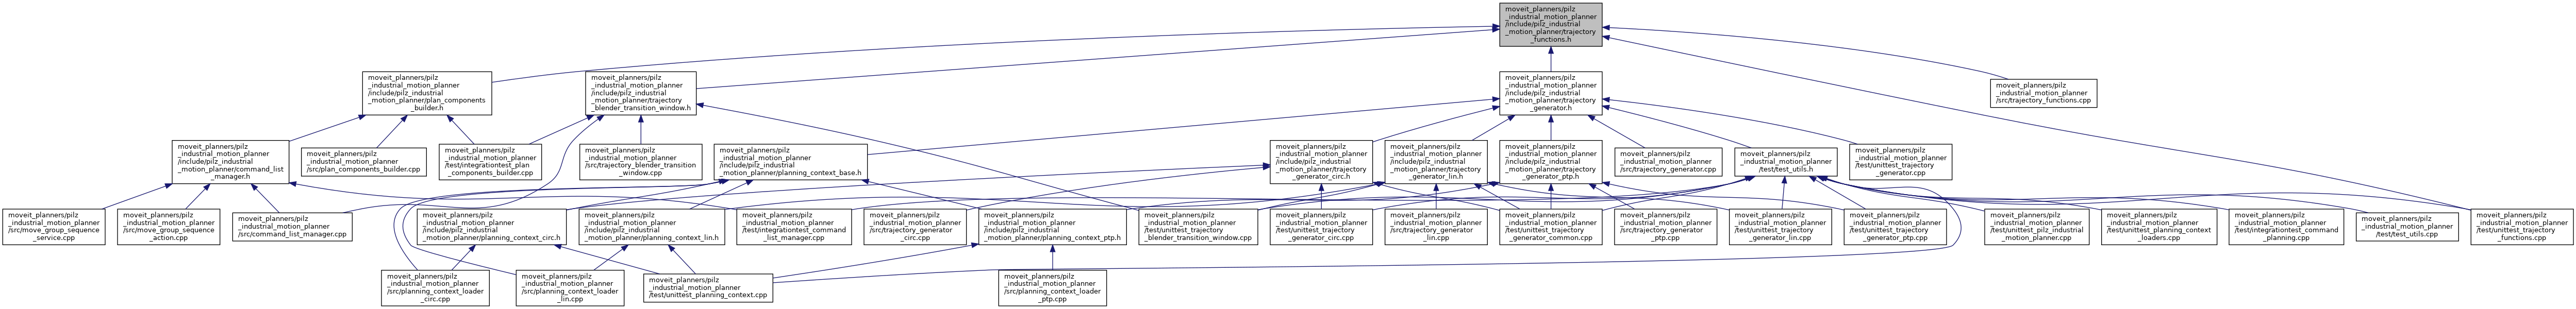 moveit_planners/pilz
_industrial_motion_planner
/include/pilz_industrial
_motion_planner/trajectory
_functions.h
moveit_planners/pilz
_industrial_motion_planner
/include/pilz_industrial
_motion_planner/plan_components
_builder.h
moveit_planners/pilz
_industrial_motion_planner
/include/pilz_industrial
_motion_planner/trajectory
_blender_transition_window.h
moveit_planners/pilz
_industrial_motion_planner
/include/pilz_industrial
_motion_planner/trajectory
_generator.h
moveit_planners/pilz
_industrial_motion_planner
/src/trajectory_functions.cpp
moveit_planners/pilz
_industrial_motion_planner
/include/pilz_industrial
_motion_planner/command_list
_manager.h
moveit_planners/pilz
_industrial_motion_planner
/src/plan_components_builder.cpp
moveit_planners/pilz
_industrial_motion_planner
/test/integrationtest_plan
_components_builder.cpp
moveit_planners/pilz
_industrial_motion_planner
/src/trajectory_blender_transition
_window.cpp
moveit_planners/pilz
_industrial_motion_planner
/include/pilz_industrial
_motion_planner/planning_context_base.h
moveit_planners/pilz
_industrial_motion_planner
/include/pilz_industrial
_motion_planner/trajectory
_generator_circ.h
moveit_planners/pilz
_industrial_motion_planner
/include/pilz_industrial
_motion_planner/trajectory
_generator_lin.h
moveit_planners/pilz
_industrial_motion_planner
/include/pilz_industrial
_motion_planner/trajectory
_generator_ptp.h
moveit_planners/pilz
_industrial_motion_planner
/src/trajectory_generator.cpp
moveit_planners/pilz
_industrial_motion_planner
/test/test_utils.h
moveit_planners/pilz
_industrial_motion_planner
/test/unittest_trajectory
_generator.cpp
moveit_planners/pilz
_industrial_motion_planner
/src/move_group_sequence
_service.cpp
moveit_planners/pilz
_industrial_motion_planner
/src/move_group_sequence
_action.cpp
moveit_planners/pilz
_industrial_motion_planner
/src/command_list_manager.cpp
moveit_planners/pilz
_industrial_motion_planner
/include/pilz_industrial
_motion_planner/planning_context_circ.h
moveit_planners/pilz
_industrial_motion_planner
/include/pilz_industrial
_motion_planner/planning_context_lin.h
moveit_planners/pilz
_industrial_motion_planner
/test/integrationtest_command
_list_manager.cpp
moveit_planners/pilz
_industrial_motion_planner
/src/trajectory_generator
_circ.cpp
moveit_planners/pilz
_industrial_motion_planner
/include/pilz_industrial
_motion_planner/planning_context_ptp.h
moveit_planners/pilz
_industrial_motion_planner
/test/unittest_trajectory
_blender_transition_window.cpp
moveit_planners/pilz
_industrial_motion_planner
/test/unittest_trajectory
_generator_circ.cpp
moveit_planners/pilz
_industrial_motion_planner
/src/trajectory_generator
_lin.cpp
moveit_planners/pilz
_industrial_motion_planner
/test/unittest_trajectory
_generator_common.cpp
moveit_planners/pilz
_industrial_motion_planner
/src/trajectory_generator
_ptp.cpp
moveit_planners/pilz
_industrial_motion_planner
/test/unittest_trajectory
_generator_lin.cpp
moveit_planners/pilz
_industrial_motion_planner
/test/unittest_trajectory
_generator_ptp.cpp
moveit_planners/pilz
_industrial_motion_planner
/test/unittest_pilz_industrial
_motion_planner.cpp
moveit_planners/pilz
_industrial_motion_planner
/test/unittest_planning_context
_loaders.cpp
moveit_planners/pilz
_industrial_motion_planner
/test/integrationtest_command
_planning.cpp
moveit_planners/pilz
_industrial_motion_planner
/test/test_utils.cpp
moveit_planners/pilz
_industrial_motion_planner
/test/unittest_trajectory
_functions.cpp
moveit_planners/pilz
_industrial_motion_planner
/src/planning_context_loader
_circ.cpp
moveit_planners/pilz
_industrial_motion_planner
/src/planning_context_loader
_lin.cpp
moveit_planners/pilz
_industrial_motion_planner
/test/unittest_planning_context.cpp
moveit_planners/pilz
_industrial_motion_planner
/src/planning_context_loader
_ptp.cpp